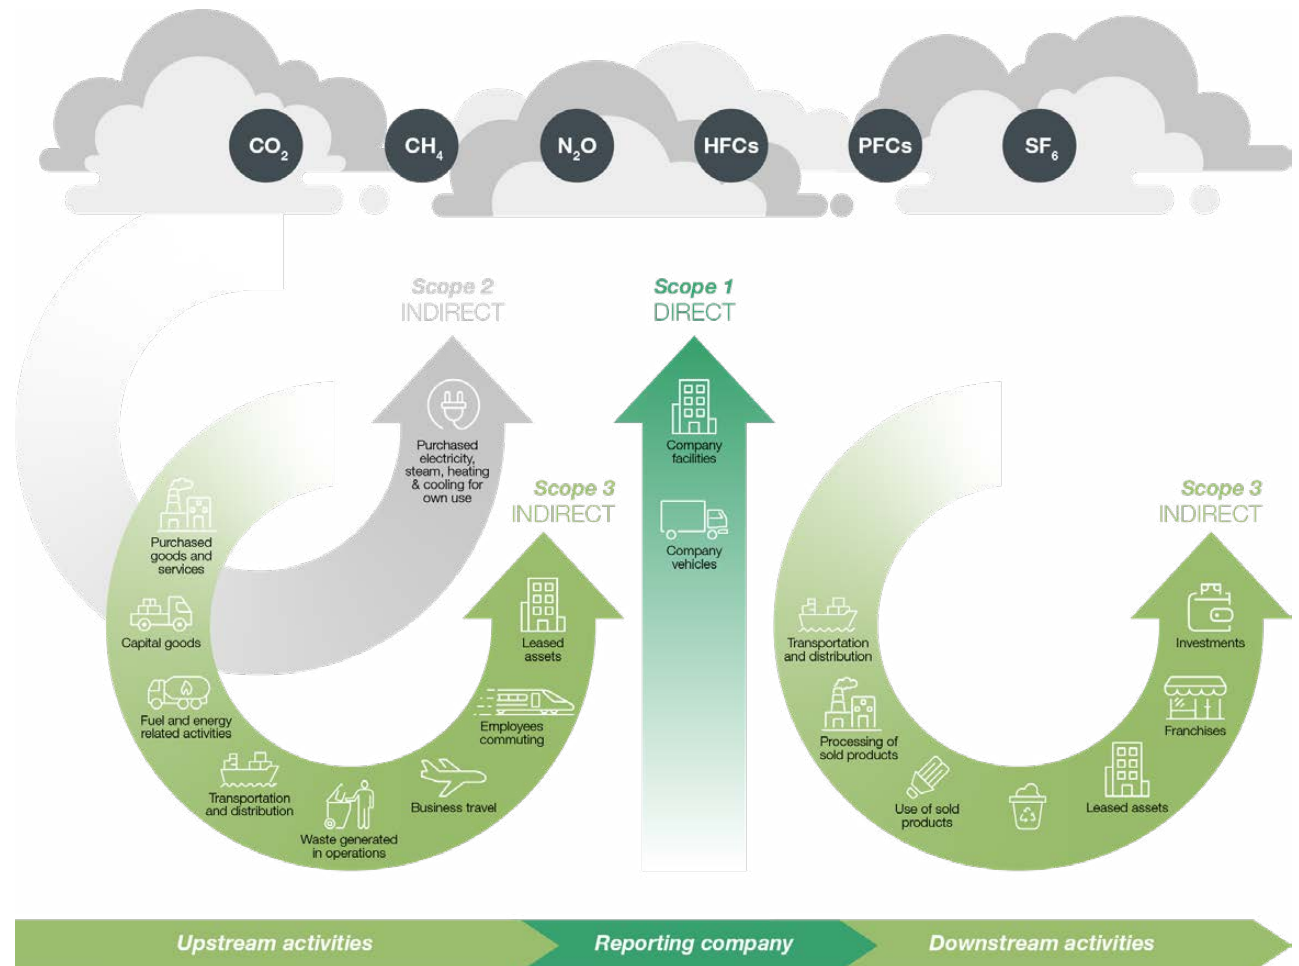 CO₂
CH₄
N₂O
HFCs
PFCs
SF₆
Scope 2
INDIRECT
Purchased
electricity,
steam, heating
& cooling for
own use
Scope 1
DIRECT
Company
facilities
Company
vehicles
Scope 3
INDIRECT
Purchased
goods and
services
Capital goods
Fuel and energy
related activities
Transportation
and distribution
Waste generated
in operations
Business travel
Employees
commuting
Leased
assets
Scope 3
INDIRECT
Transportation
and distribution
Processing of
sold products
Use of sold
products
Leased assets
Franchises
Investments
Upstream activities
Reporting company
Downstream activities